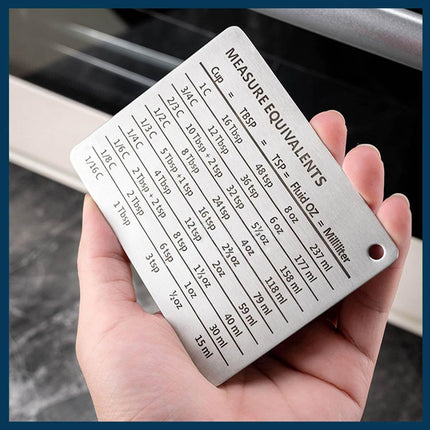 MEASURE EQUIVALENTS
Cup = TBSP = TSP = Fluid OZ = Milliliter
1C 16 Tbsp 48 tsp 8 oz 237 ml
3/4C 12 Tbsp 36 tsp 6 oz 177 ml
2/3C 10 Tbsp + 2 tsp 32 tsp 5⅓ oz 158 ml
1/2C 8 Tbsp 24 tsp 4 oz 118 ml
1/3C 5 Tbsp +1 tsp 16 tsp 2⅔ oz 79 ml
1/4C 4 Tbsp 12 tsp 2 oz 59 ml
1/6C 2 Tbsp + 2 tsp 8 tsp 1⅓ oz 40 ml
1/8C 2 Tbsp 6 tsp 1 oz 30 ml
1/16C 1 Tbsp 3 tsp ½ oz 15 ml